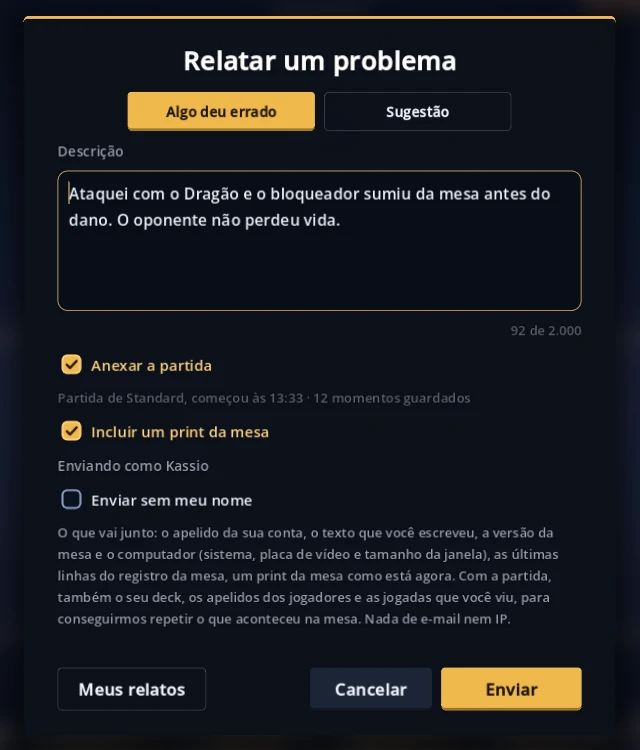 Relatar um problema
Algo deu errado
Sugestão
Descrição
Ataquei com o Dragão e o bloqueador sumiu da mesa antes do
dano. O oponente não perdeu vida.
92 de 2.000
Anexar a partida
Partida de Standard, começou às 13:33 · 12 momentos guardados
Incluir um print da mesa
Enviando como Kassio
Enviar sem meu nome
O que vai junto: o apelido da sua conta, o texto que você escreveu, a versão da
mesa e o computador (sistema, placa de vídeo e tamanho da janela), as últimas
linhas do registro da mesa, um print da mesa como está agora. Com a partida,
também o seu deck, os apelidos dos jogadores e as jogadas que você viu, para
conseguirmos repetir o que aconteceu na mesa. Nada de e-mail nem IP.
Meus relatos
Cancelar
Enviar